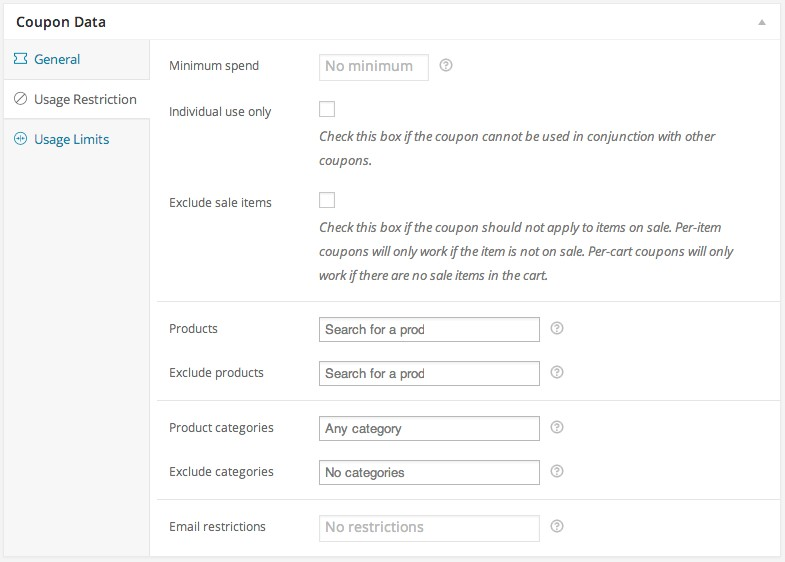 Coupon Data
General
Usage Restriction
Usage Limits
Minimum spend
No minimum
Individual use only
Check this box if the coupon cannot be used in conjunction with other
coupons.
Exclude sale items
Check this box if the coupon should not apply to items on sale. Per-item
coupons will only work if the item is not on sale. Per-cart coupons will only
work if there are no sale items in the cart.
Products
Search for a prod
Exclude products
Search for a prod
Product categories
Any category
Exclude categories
No categories
Email restrictions
No restrictions